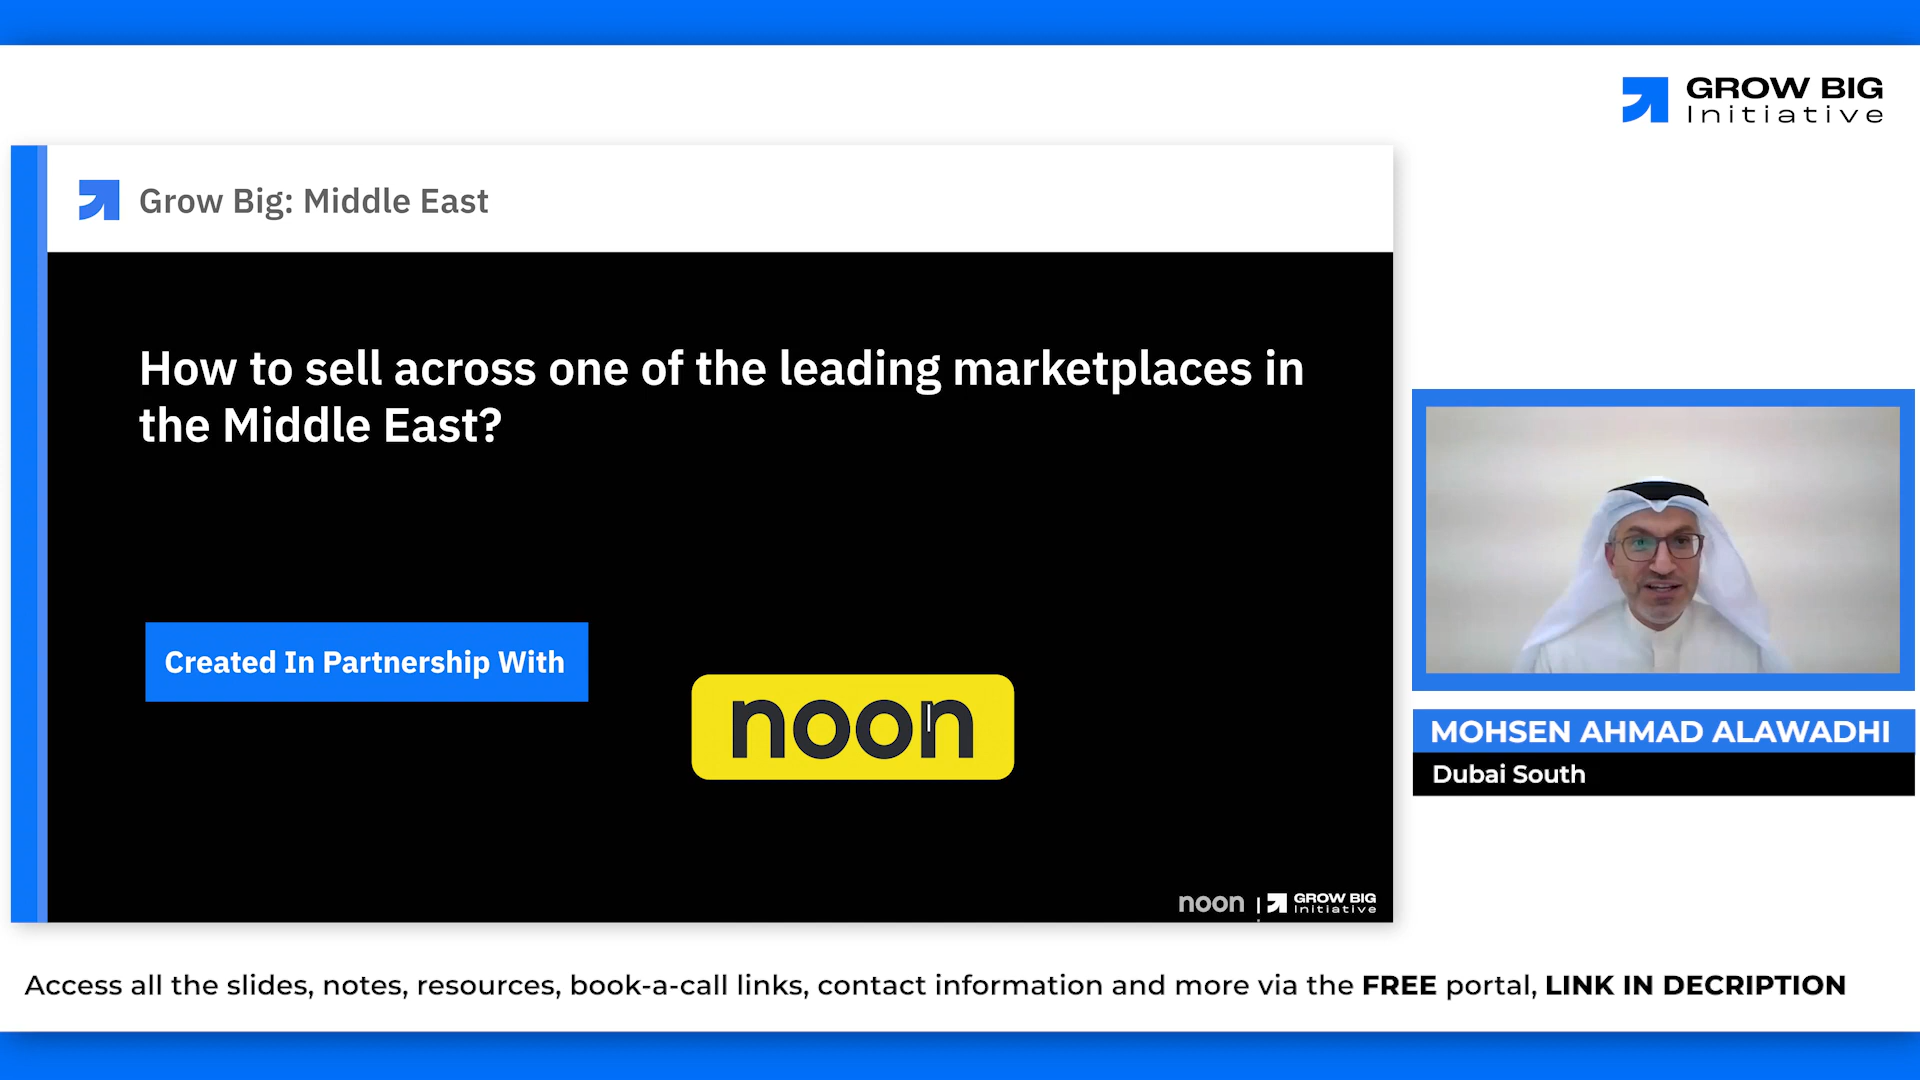 GROW BIG
Initiative
Grow Big: Middle East
How to sell across one of the leading marketplaces in
the Middle East?
Created In Partnership With
noon
noon | GROW BIG
Initiative
MOHSEN AHMAD ALAWADHI
Dubai South
Access all the slides, notes, resources, book-a-call links, contact information and more via the FREE portal, LINK IN DECRIPTION